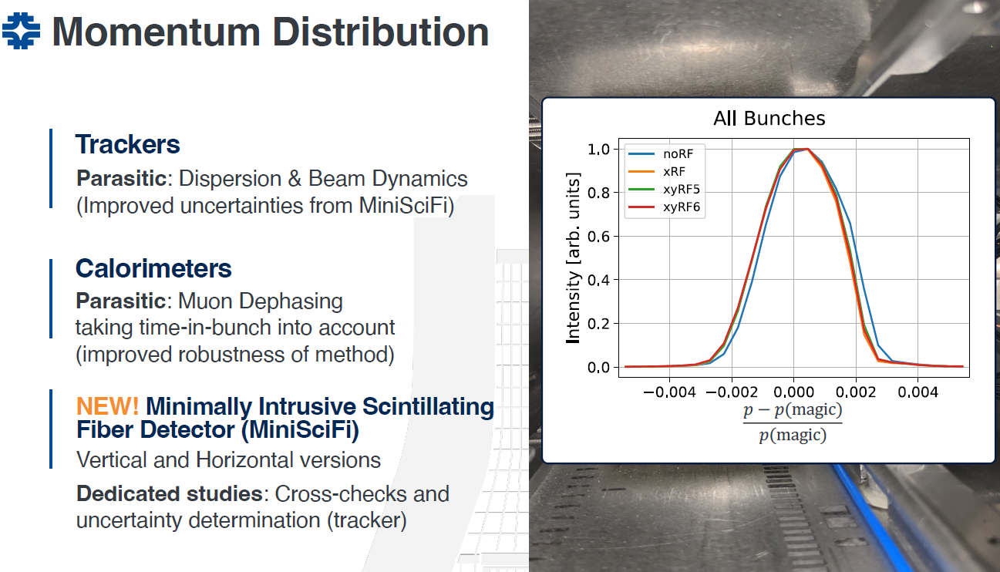 Momentum Distribution
Trackers
Parasitic: Dispersion & Beam Dynamics
(Improved uncertainties from MiniSciFi)
Calorimeters
Parasitic: Muon Dephasing
taking time-in-bunch into account
(improved robustness of method)
NEW! Minimally Intrusive Scintillating
Fiber Detector (MiniSciFi)
Vertical and Horizontal versions
Dedicated studies: Cross-checks and
uncertainty determination (tracker)
All Bunches
noRF
xRF
xyRF5
xyRF6
Intensity [arb. units]
1.0
0.8
0.6
0.4
0.2
0.0
−0.004 −0.002 0.000 0.002 0.004
p − p(magic)
p(magic)